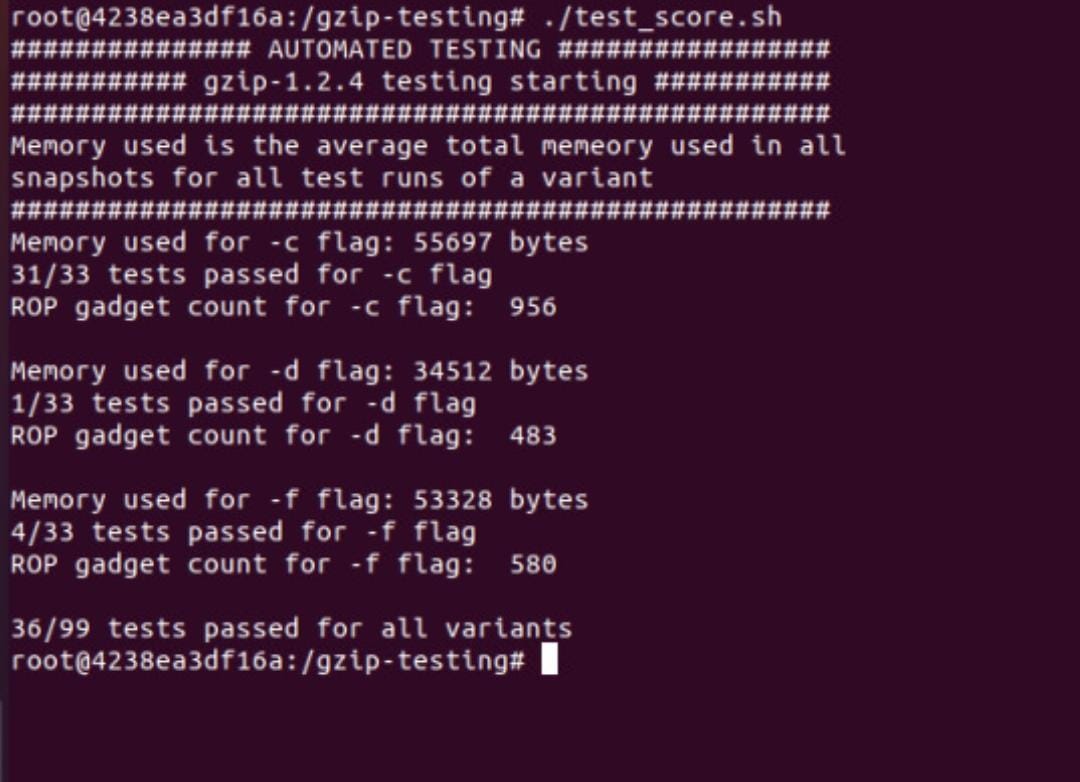 root@4238ea3df16a:/gzip-testing# ./test_score.sh
############### AUTOMATED TESTING #################
########### gzip-1.2.4 testing starting ###########
###################################################
Memory used is the average total memeory used in all
snapshots for all test runs of a variant
###################################################
Memory used for -c flag: 55697 bytes
31/33 tests passed for -c flag
ROP gadget count for -c flag:  956

Memory used for -d flag: 34512 bytes
1/33 tests passed for -d flag
ROP gadget count for -d flag:  483

Memory used for -f flag: 53328 bytes
4/33 tests passed for -f flag
ROP gadget count for -f flag:  580

36/99 tests passed for all variants
root@4238ea3df16a:/gzip-testing#